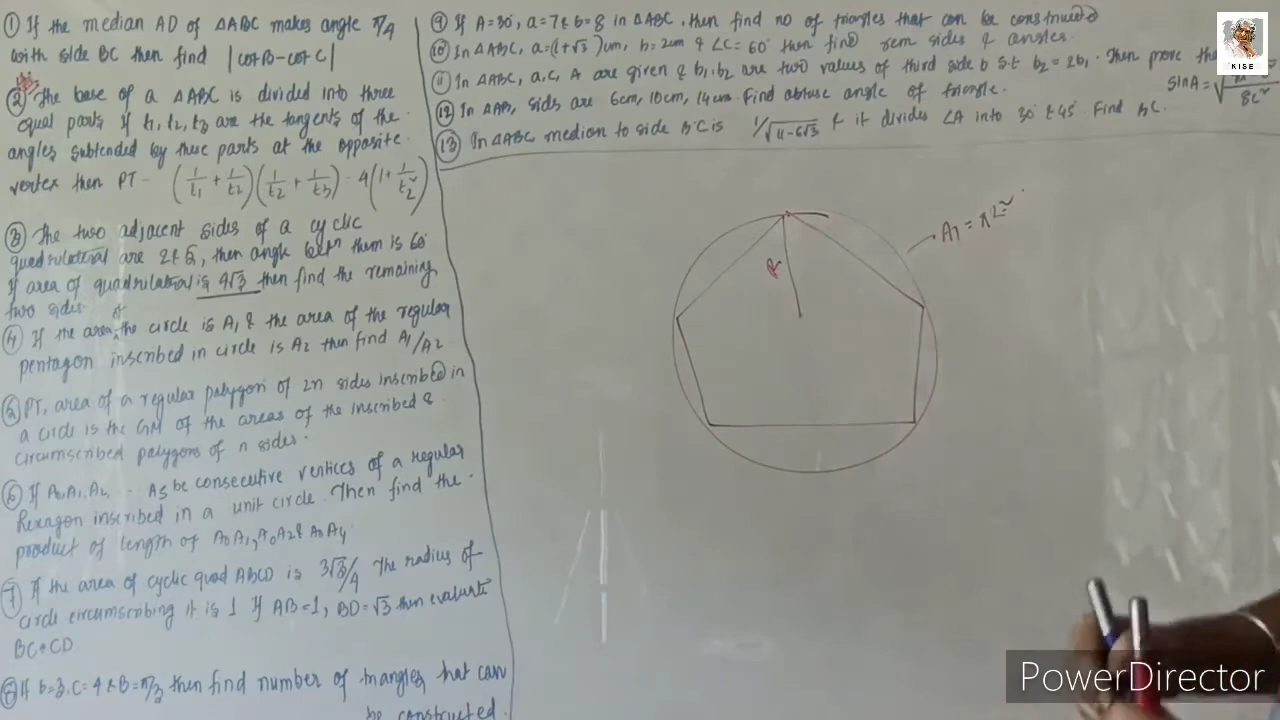 ① If the median AD of ΔABC makes angle π/4
with side BC then find |cotB-cotC|
② The base of a ΔABC is divided into three
equal parts if t1, t2, t3 are the tangents of the
angles subtended by these parts at the opposite
vertex then PT - (1/t1 + 1/t2)(1/t2 + 1/t3) = 4(1 + 1/t2²)
③ The two adjacent sides of a cyclic
quadrilateral are 2 & 5, then angle betⁿ them is 60°
If area of quadrilateral is 4√3 then find the remaining
two sides.
④ If the area of the circle is A1 & the area of the regular
pentagon inscribed in circle is A2 then find A1/A2
⑤ PT, area of a regular polygon of 2n sides inscribed in
a circle is the GM of the areas of the inscribed &
circumscribed polygons of n sides.
⑥ If A0, A1, A2, ... A5 be consecutive vertices of a regular
hexagon inscribed in a unit circle. Then find the
product of length of A0A1, A0A2 & A0A4
⑦ If the area of cyclic quad ABCD is 3√3/4 The radius of
circle circumscribing it is 1 If AB=1, BD=√3 then evaluate
BC·CD
⑧ If b=3, c=4 & B=π/3 then find number of triangles that can
be constructed.
⑨ If A=30°, a=7 & b=8 in ΔABC, then find no of triangles that can be constructed
⑩ In ΔABC, a=(1+√3)cm, b=2cm & ∠C=60° then find rem sides & angles.
⑪ In ΔABC, a, c, A are given & b1, b2 are two values of third side b s.t b2=2b1. Then prove
sinA=√ 8c²
⑫ In sides are 6cm, 10cm, 14cm. Find obtuse angle of triangle.
⑬ In ΔABC median to side BC is 1/√11-6√3 & it divides ∠A into 30° & 45° Find BC.
R
A1 = πR²
KISE
PowerDirector